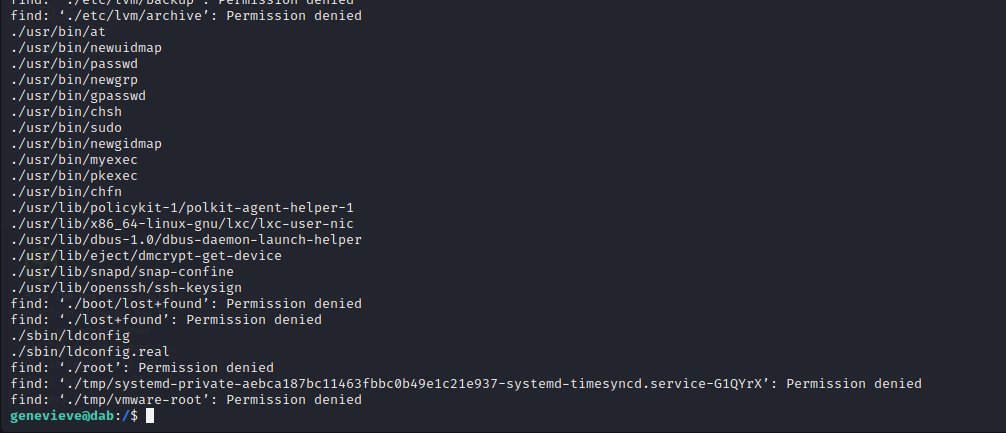 find: ‘./etc/lvm/backup’: Permission denied
find: ‘./etc/lvm/archive’: Permission denied
./usr/bin/at
./usr/bin/newuidmap
./usr/bin/passwd
./usr/bin/newgrp
./usr/bin/gpasswd
./usr/bin/chsh
./usr/bin/sudo
./usr/bin/newgidmap
./usr/bin/myexec
./usr/bin/pkexec
./usr/bin/chfn
./usr/lib/policykit-1/polkit-agent-helper-1
./usr/lib/x86_64-linux-gnu/lxc/lxc-user-nic
./usr/lib/dbus-1.0/dbus-daemon-launch-helper
./usr/lib/eject/dmcrypt-get-device
./usr/lib/snapd/snap-confine
./usr/lib/openssh/ssh-keysign
find: ‘./boot/lost+found’: Permission denied
find: ‘./lost+found’: Permission denied
./sbin/ldconfig
./sbin/ldconfig.real
find: ‘./root’: Permission denied
find: ‘./tmp/systemd-private-aebca187bc11463fbbc0b49e1c21e937-systemd-timesyncd.service-G1QYrX’: Permission denied
find: ‘./tmp/vmware-root’: Permission denied
genevieve@dab:/$